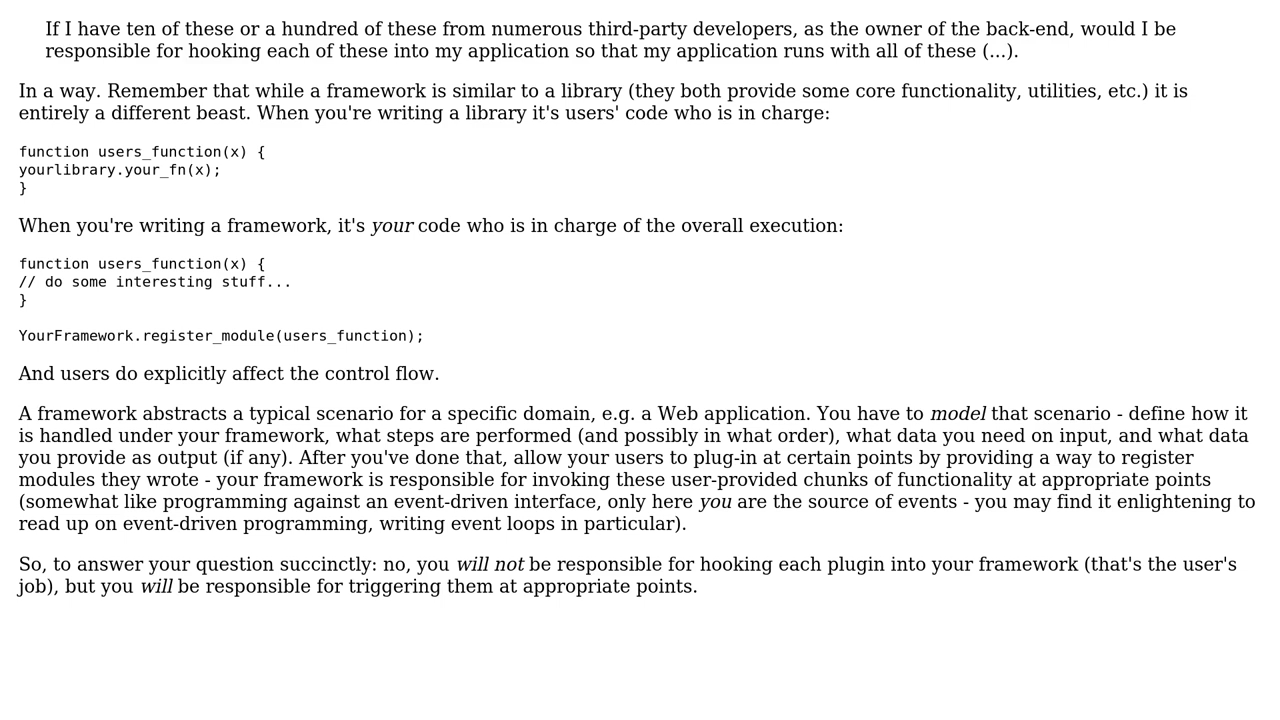 If I have ten of these or a hundred of these from numerous third-party developers, as the owner of the back-end, would I be
responsible for hooking each of these into my application so that my application runs with all of these (...).
In a way. Remember that while a framework is similar to a library (they both provide some core functionality, utilities, etc.) it is
entirely a different beast. When you're writing a library it's users' code who is in charge:
function users_function(x) {
yourlibrary.your_fn(x);
}
When you're writing a framework, it's your code who is in charge of the overall execution:
function users_function(x) {
// do some interesting stuff...
}
YourFramework.register_module(users_function);
And users do explicitly affect the control flow.
A framework abstracts a typical scenario for a specific domain, e.g. a Web application. You have to model that scenario - define how it
is handled under your framework, what steps are performed (and possibly in what order), what data you need on input, and what data
you provide as output (if any). After you've done that, allow your users to plug-in at certain points by providing a way to register
modules they wrote - your framework is responsible for invoking these user-provided chunks of functionality at appropriate points
(somewhat like programming against an event-driven interface, only here you are the source of events - you may find it enlightening to
read up on event-driven programming, writing event loops in particular).
So, to answer your question succinctly: no, you will not be responsible for hooking each plugin into your framework (that's the user's
job), but you will be responsible for triggering them at appropriate points.